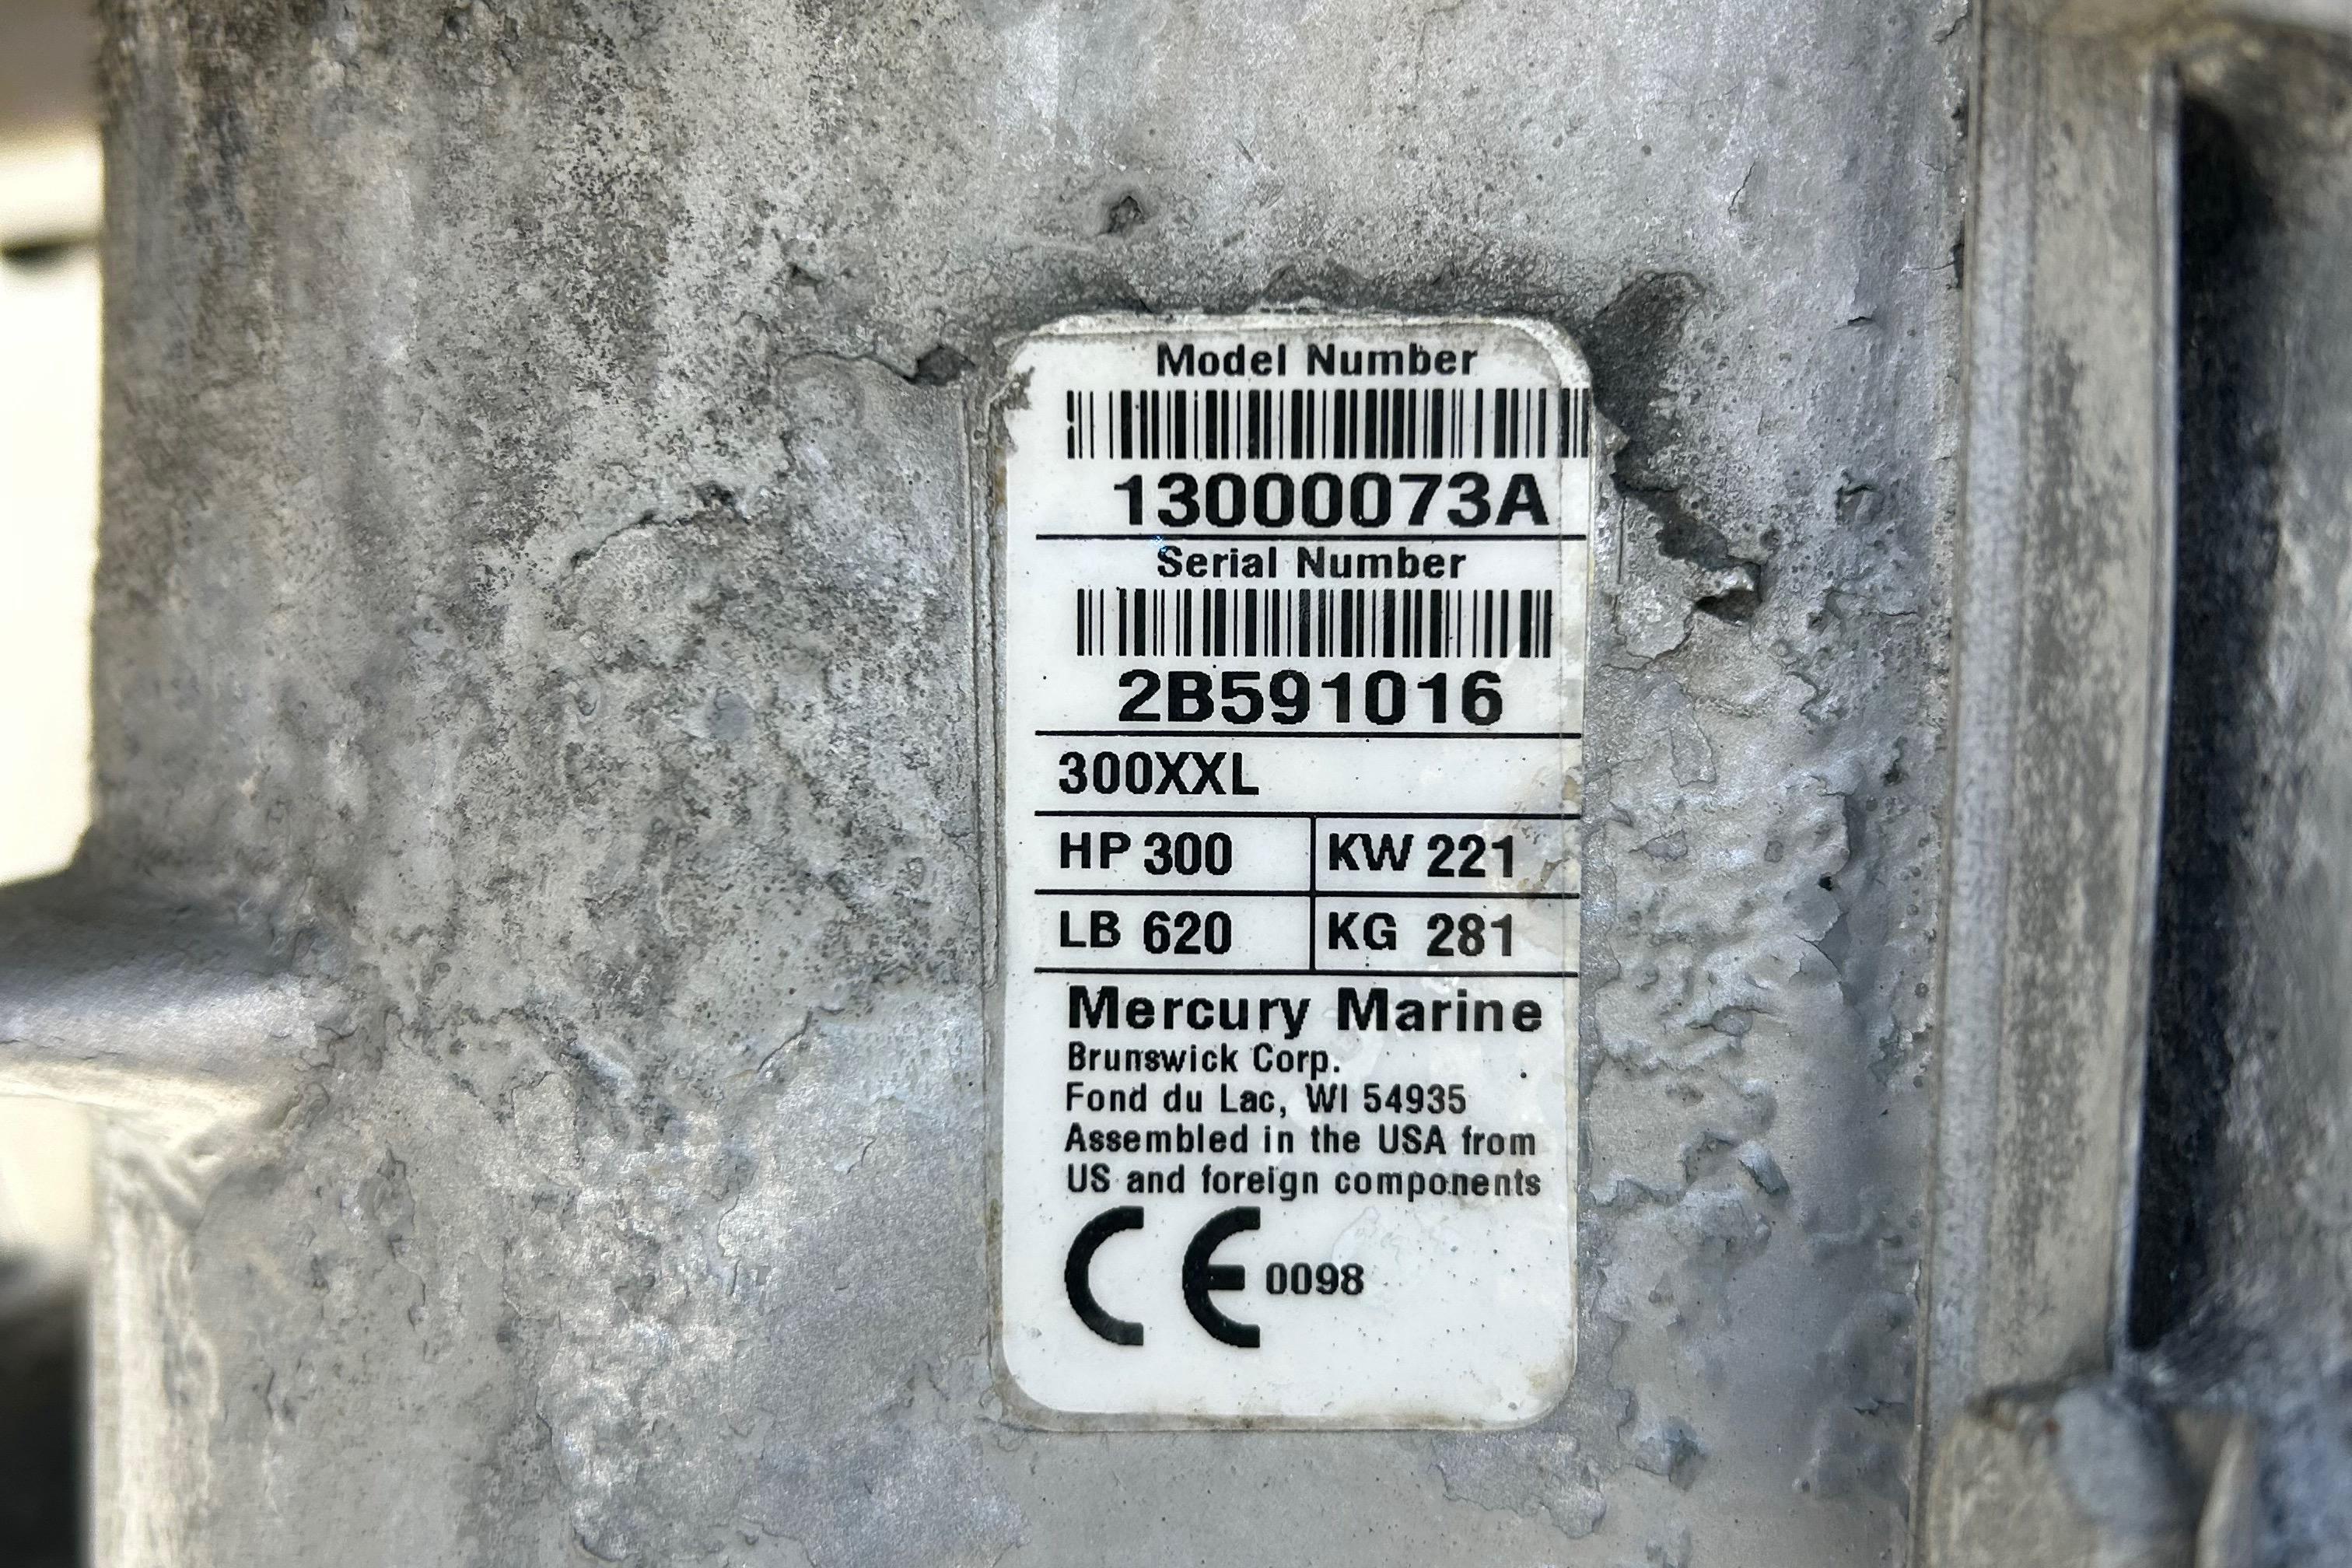 Model Number
13000073A
Serial Number
2B591016
300XXL
HP 300 KW 221
LB 620 KG 281
Mercury Marine
Brunswick Corp.
Fond du Lac, WI 54935
Assembled in the USA from
US and foreign components
CE 0098